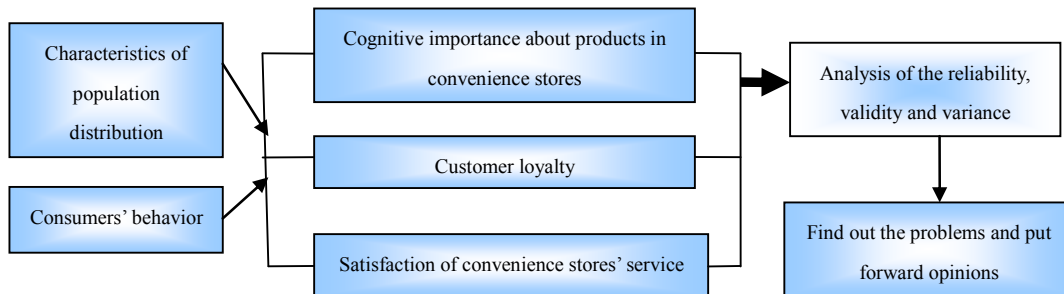 Characteristics of
population
distribution
Consumers’ behavior
Cognitive importance about products in
convenience stores
Customer loyalty
Satisfaction of convenience stores’ service
Analysis of the reliability,
validity and variance
Find out the problems and put
forward opinions